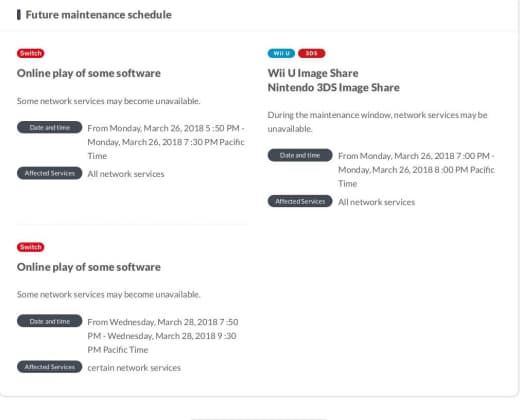 Future maintenance schedule
Switch
Online play of some software
Some network services may become unavailable.
Date and time From Monday, March 26, 2018 5 :50 PM -
Monday, March 26, 2018 7 :30 PM Pacific
Time
Affected Services All network services
Wii U 3DS
Wii U Image Share
Nintendo 3DS Image Share
During the maintenance window, network services may be
unavailable.
Date and time From Monday, March 26, 2018 7 :00 PM -
Monday, March 26, 2018 8 :00 PM Pacific
Time
Affected Services All network services
Switch
Online play of some software
Some network services may become unavailable.
Date and time From Wednesday, March 28, 2018 7 :50
PM - Wednesday, March 28, 2018 9 :30
PM Pacific Time
Affected Services certain network services